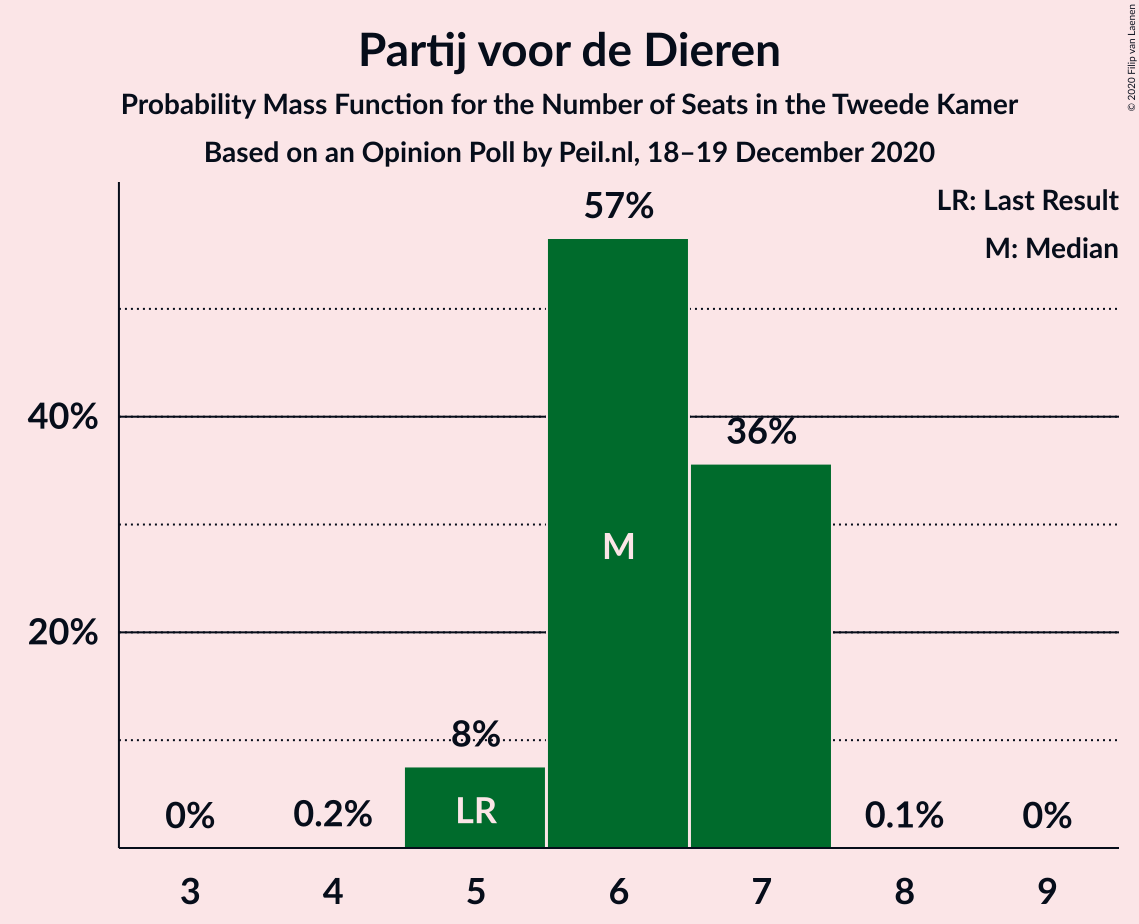 Partij voor de Dieren
Probability Mass Function for the Number of Seats in the Tweede Kamer
Based on an Opinion Poll by Peil.nl, 18–19 December 2020
© 2020 Filip van Laenen
LR: Last Result
M: Median
57%
40%
36%
M
20%
8%
LR
0%
0.2%
0.1%
0%
3 4 5 6 7 8 9